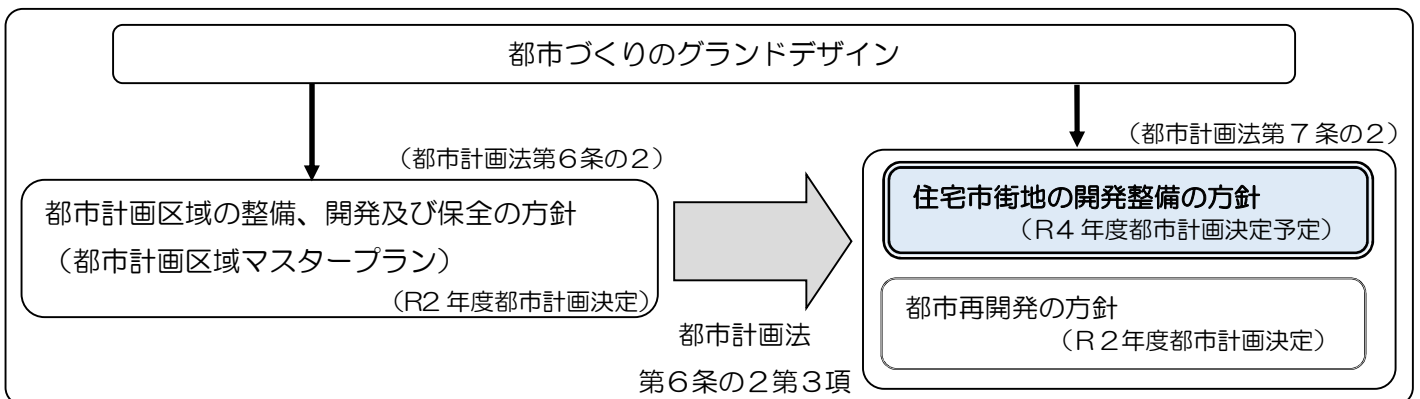 都市づくりのグランドデザイン
（都市計画法第６条の２）
都市計画区域の整備、開発及び保全の方針
（都市計画区域マスタープラン）
（R2 年度都市計画決定）
都市計画法
第６条の２第３項
（都市計画法第７条の２）
住宅市街地の開発整備の方針
（R４年度都市計画決定予定）
都市再開発の方針
（R２年度都市計画決定）